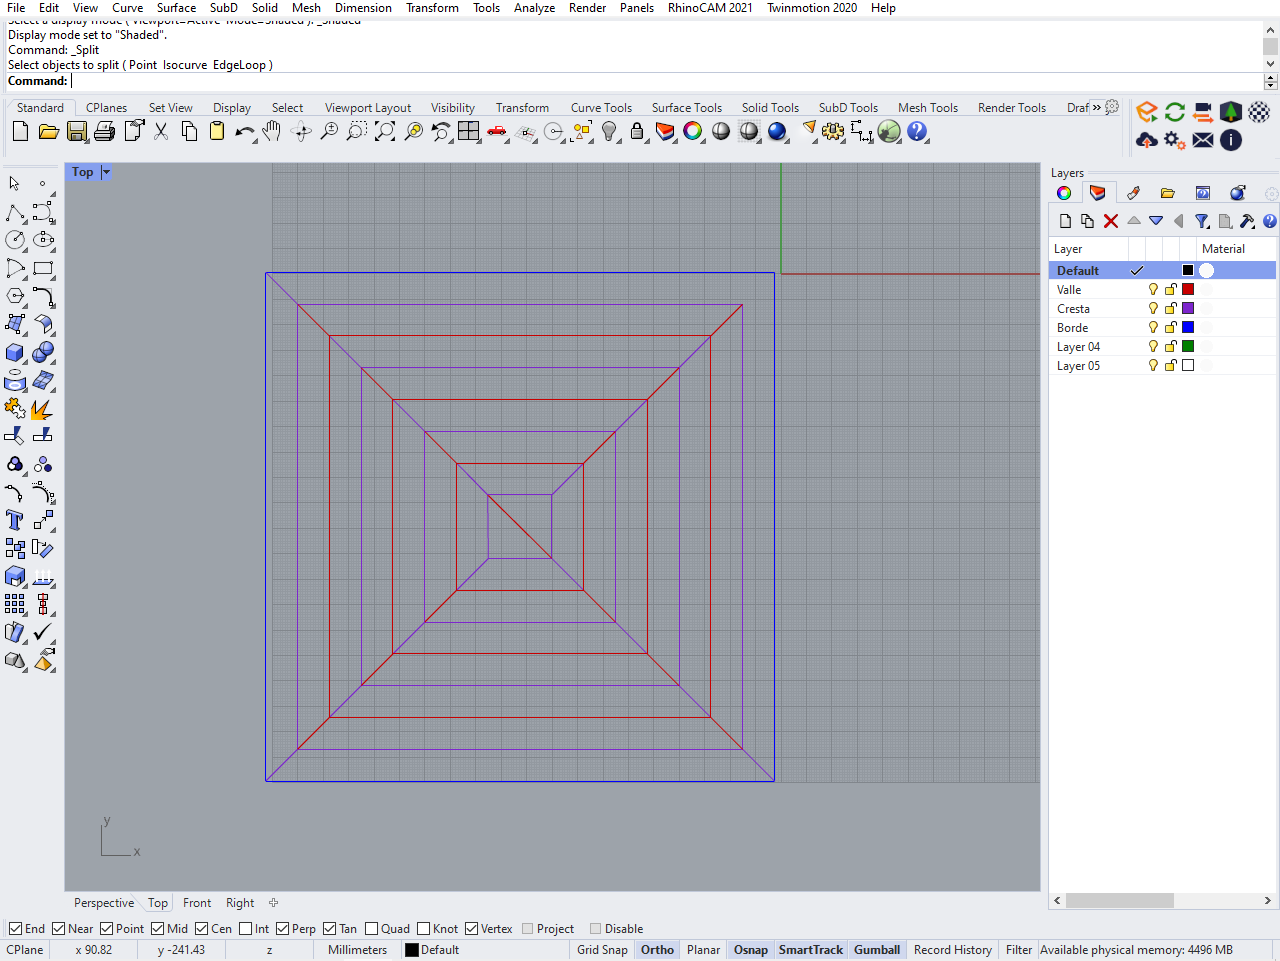 File Edit View Curve Surface SubD Solid Mesh Dimension Transform Tools Analyze Render Panels RhinoCAM 2021 Twinmotion 2020 Help
Select a display mode ( Viewport=Active Mode=Shaded ): _Shaded
Display mode set to "Shaded".
Command: _Split
Select objects to split ( Point Isocurve EdgeLoop )
Command:
Standard CPlanes Set View Display Select Viewport Layout Visibility Transform Curve Tools Surface Tools Solid Tools SubD Tools Mesh Tools Render Tools Draf
Top
Layers
Layer Material
Default
Valle
Cresta
Borde
Layer 04
Layer 05
y
x
Perspective Top Front Right
End Near Point Mid Cen Int Perp Tan Quad Knot Vertex Project Disable
CPlane x 90.82 y -241.43 z Millimeters Default Grid Snap Ortho Planar Osnap SmartTrack Gumball Record History Filter Available physical memory: 4496 MB